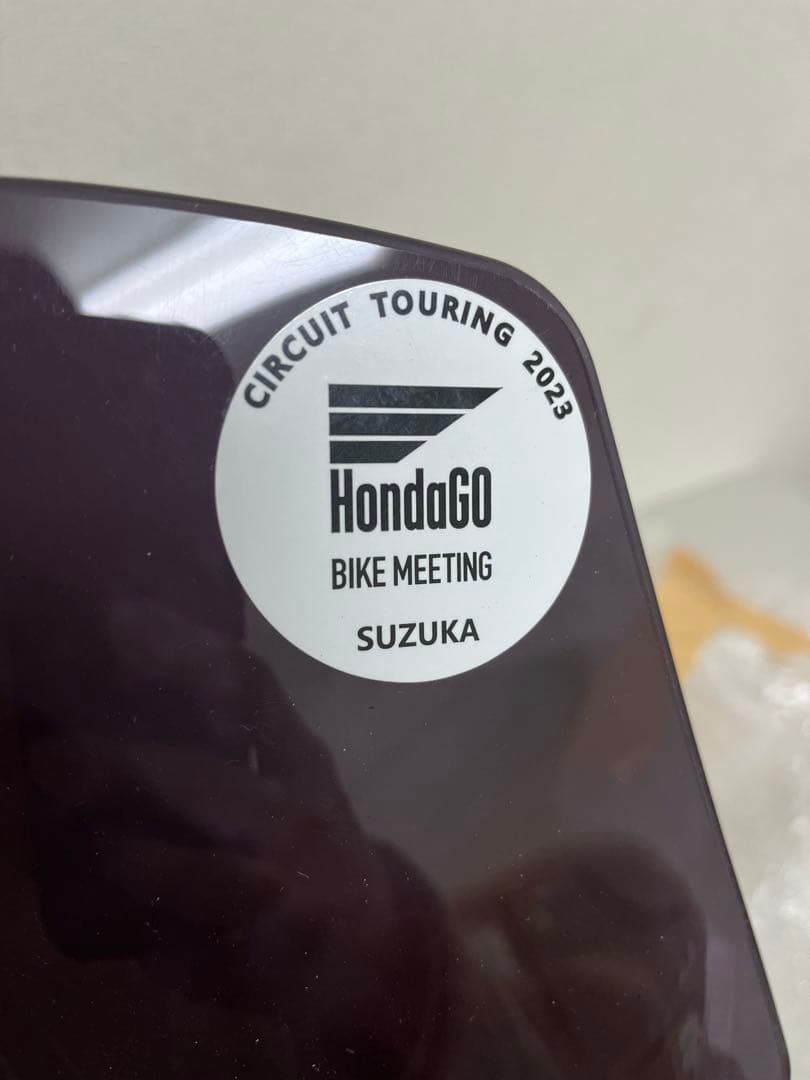 CIRCUIT TOURING 2023
HondaGO
BIKE MEETING
SUZUKA